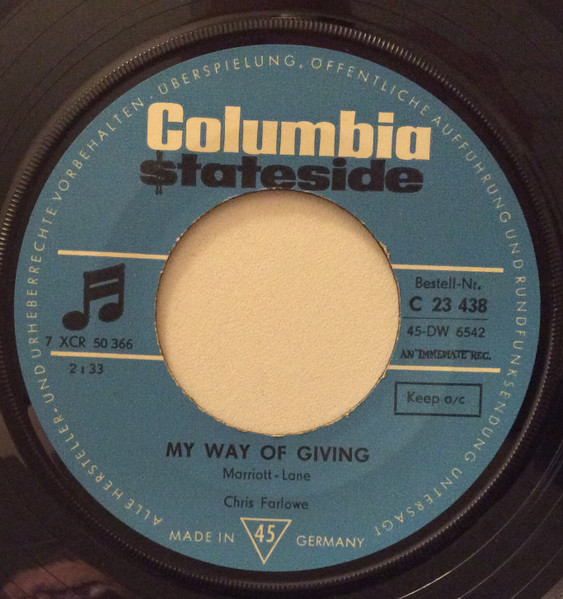 ALLE HERSTELLER- UND URHEBERRECHTE VORBEHALTEN · ÜBERSPIELUNG, ÖFFENTLICHE AUFFÜHRUNG UND RUNDFUNKSENDUNG UNTERSAGT
Columbia
$tateside
Bestell-Nr.
C 23 438
45-DW 6542
AN IMMEDIATE REC.
7 XCR 50 366
2:33
Keep a/c
MY WAY OF GIVING
Marriott-Lane
Chris Farlowe
MADE IN 45 GERMANY